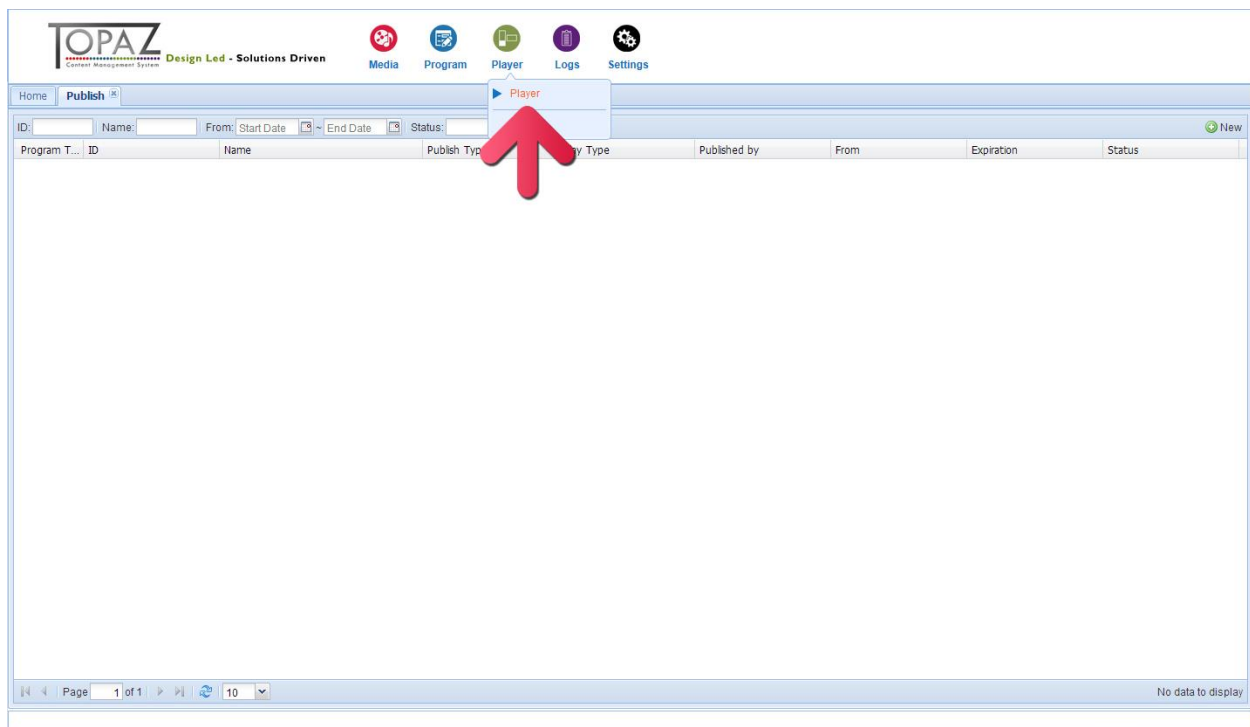 TOPAZ
Content Management System
Design Led - Solutions Driven
Media Program Player Logs Settings
Player
Home Publish
ID: Name: From: Start Date ~ End Date Status: New
Program T... ID Name Publish Typ y Type Published by From Expiration Status
Page 1 of 1 10 No data to display